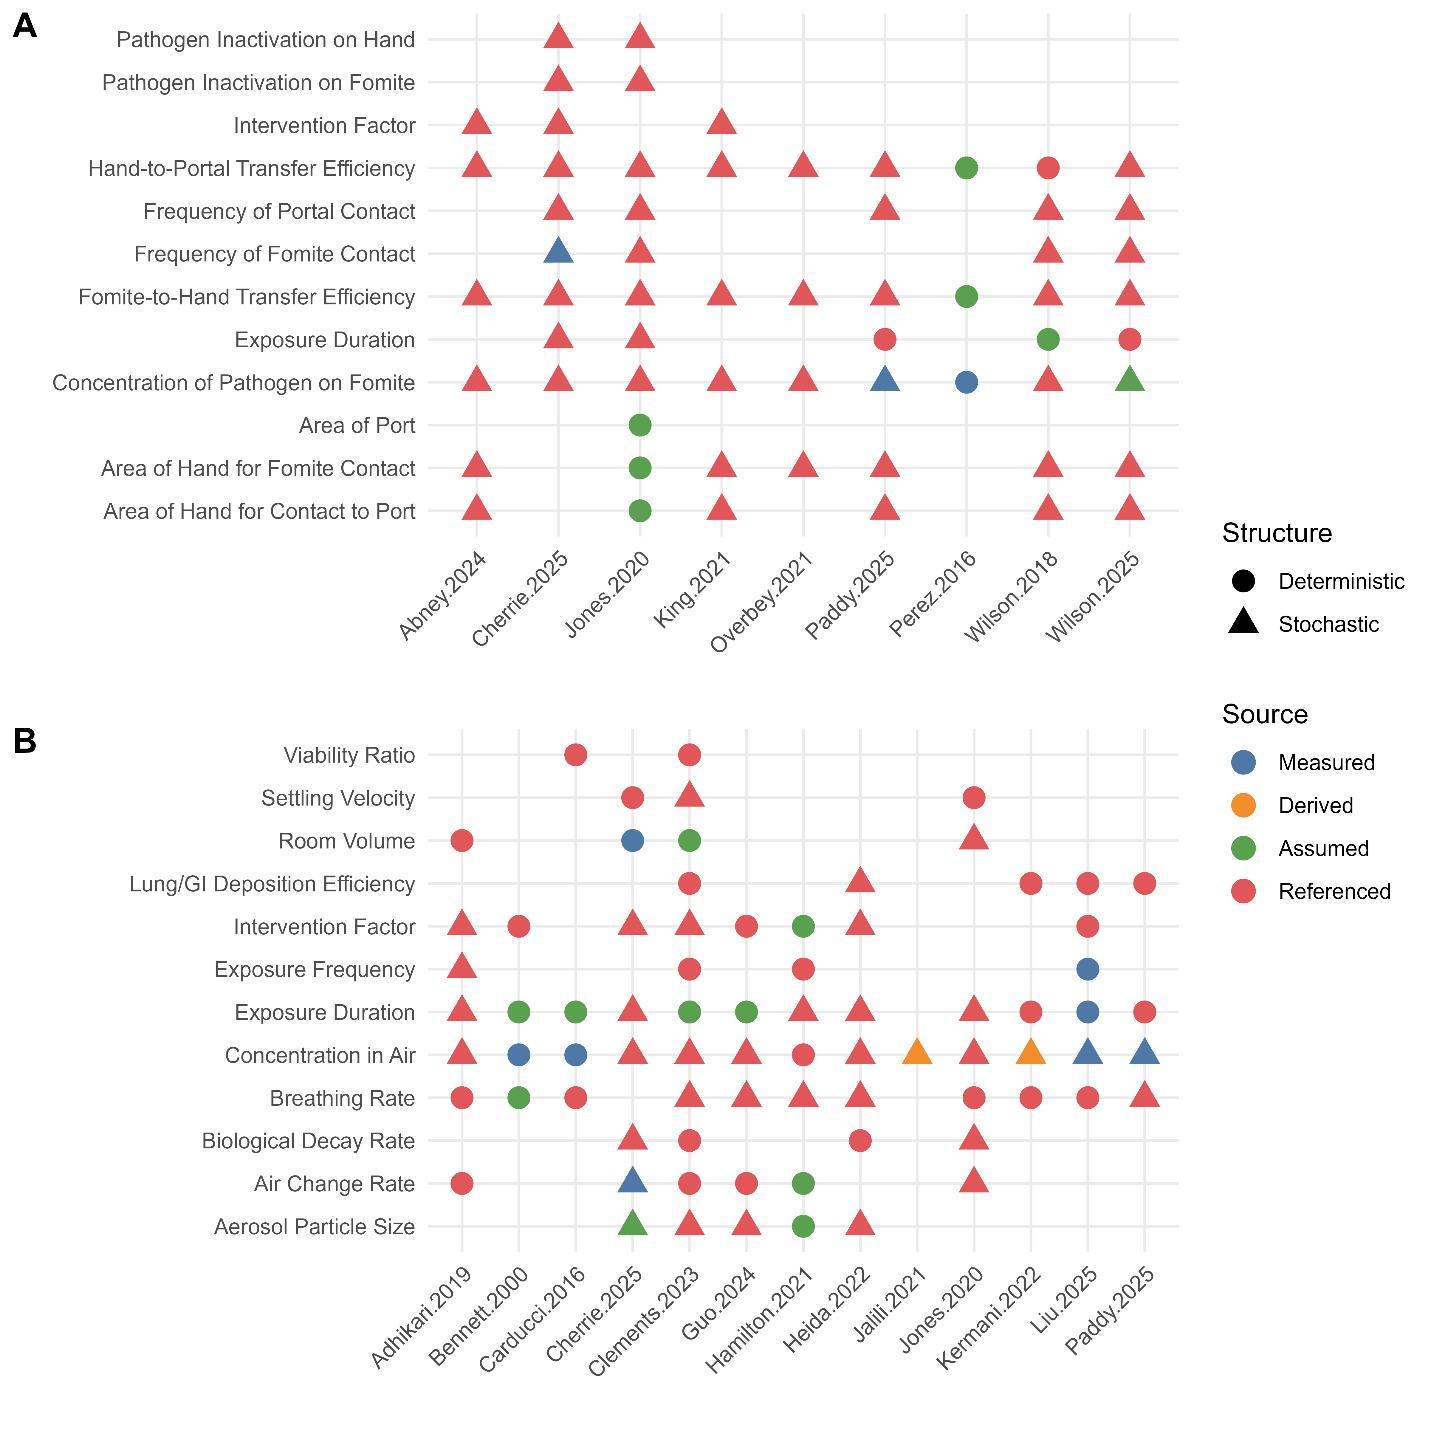 A
Pathogen Inactivation on Hand
Pathogen Inactivation on Fomite
Intervention Factor
Hand-to-Portal Transfer Efficiency
Frequency of Portal Contact
Frequency of Fomite Contact
Fomite-to-Hand Transfer Efficiency
Exposure Duration
Concentration of Pathogen on Fomite
Area of Port
Area of Hand for Fomite Contact
Area of Hand for Contact to Port
Abney.2024
Cherrie.2025
Jones.2020
King.2021
Overbey.2021
Paddy.2025
Perez.2016
Wilson.2018
Wilson.2025
Structure
Deterministic
Stochastic
Source
Measured
Derived
Assumed
Referenced
B
Viability Ratio
Settling Velocity
Room Volume
Lung/GI Deposition Efficiency
Intervention Factor
Exposure Frequency
Exposure Duration
Concentration in Air
Breathing Rate
Biological Decay Rate
Air Change Rate
Aerosol Particle Size
Adhikari.2019
Bennett.2000
Carducci.2016
Cherrie.2025
Clements.2023
Guo.2024
Hamilton.2021
Heida.2022
Jalili.2021
Jones.2020
Kermani.2022
Liu.2025
Paddy.2025